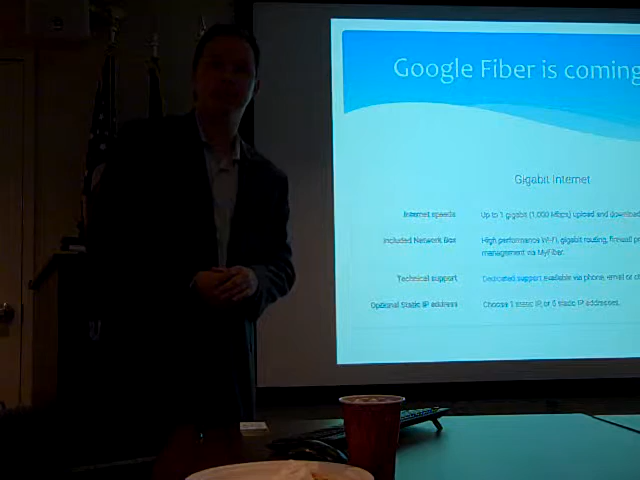 Google Fiber is coming
Gigabit Internet
Internet speeds
Up to 1 gigabit (1,000 Mbps) upload and download
Included Network Box
High performance Wi-Fi, gigabit routing, firewall
management via MyFiber.
Technical support
Dedicated support available via phone, email or
Optional Static IP address
Choose 1 static IP, or 5 static IP addresses.